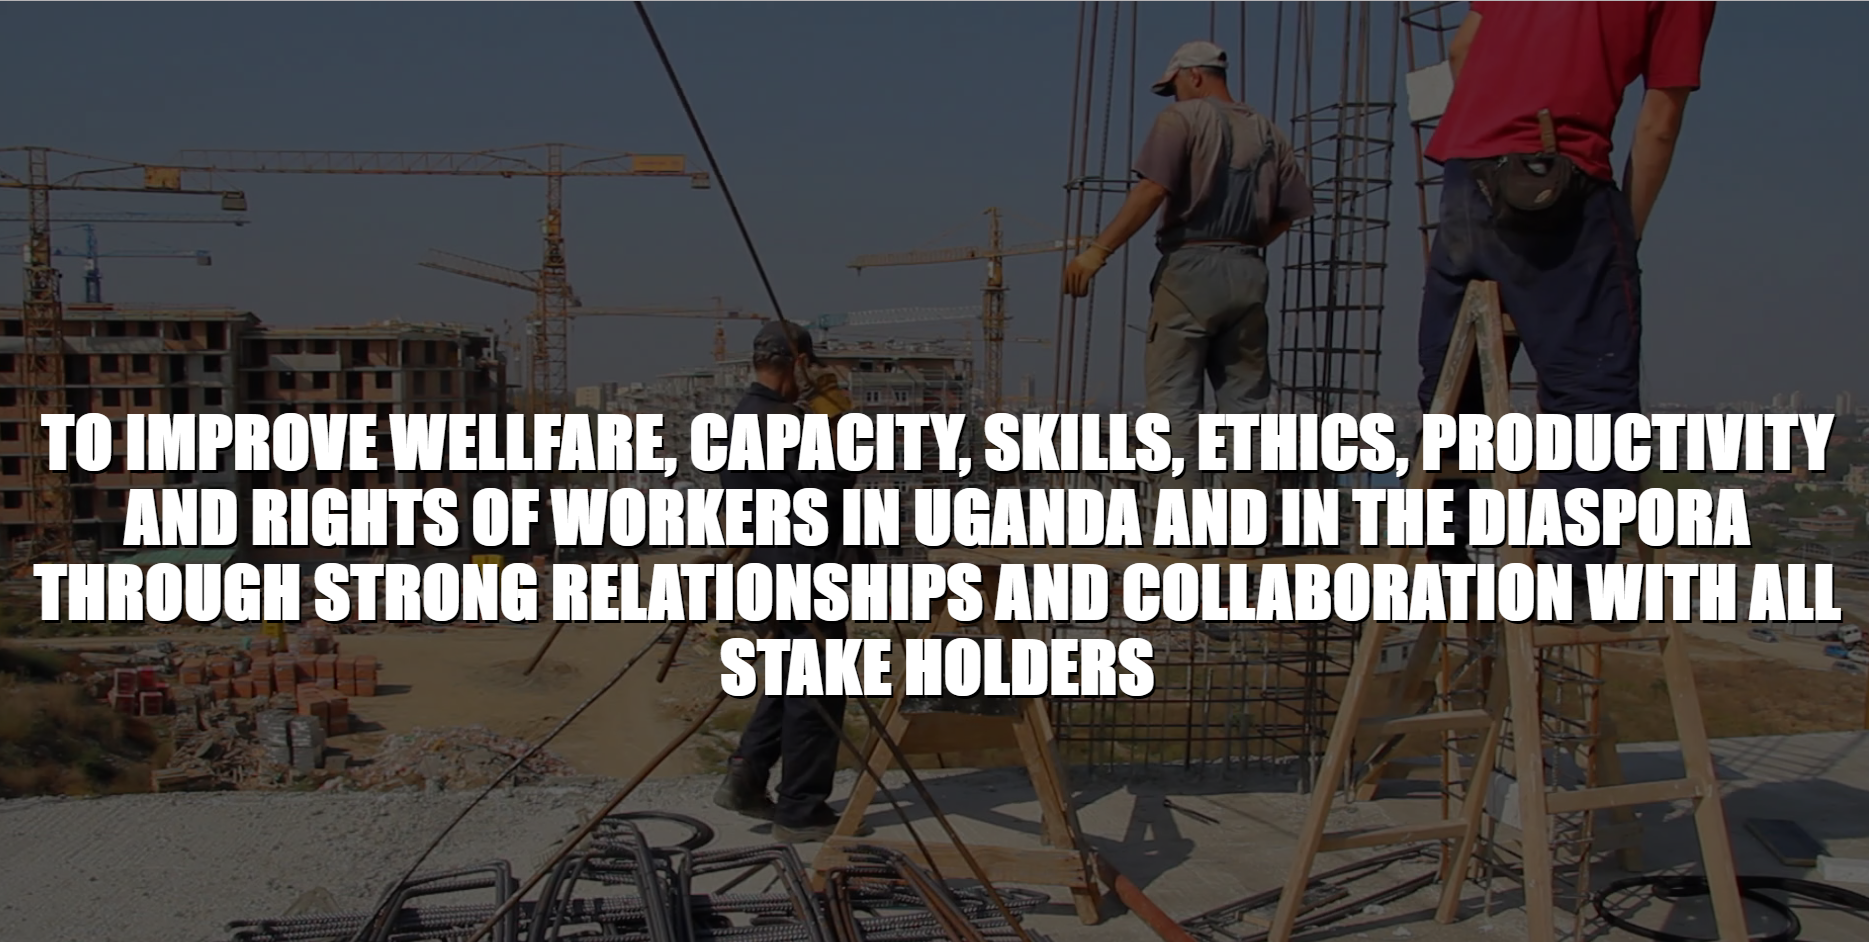 TO IMPROVE WELLFARE, CAPACITY, SKILLS, ETHICS, PRODUCTIVITY
AND RIGHTS OF WORKERS IN UGANDA AND IN THE DIASPORA
THROUGH STRONG RELATIONSHIPS AND COLLABORATION WITH ALL
STAKE HOLDERS